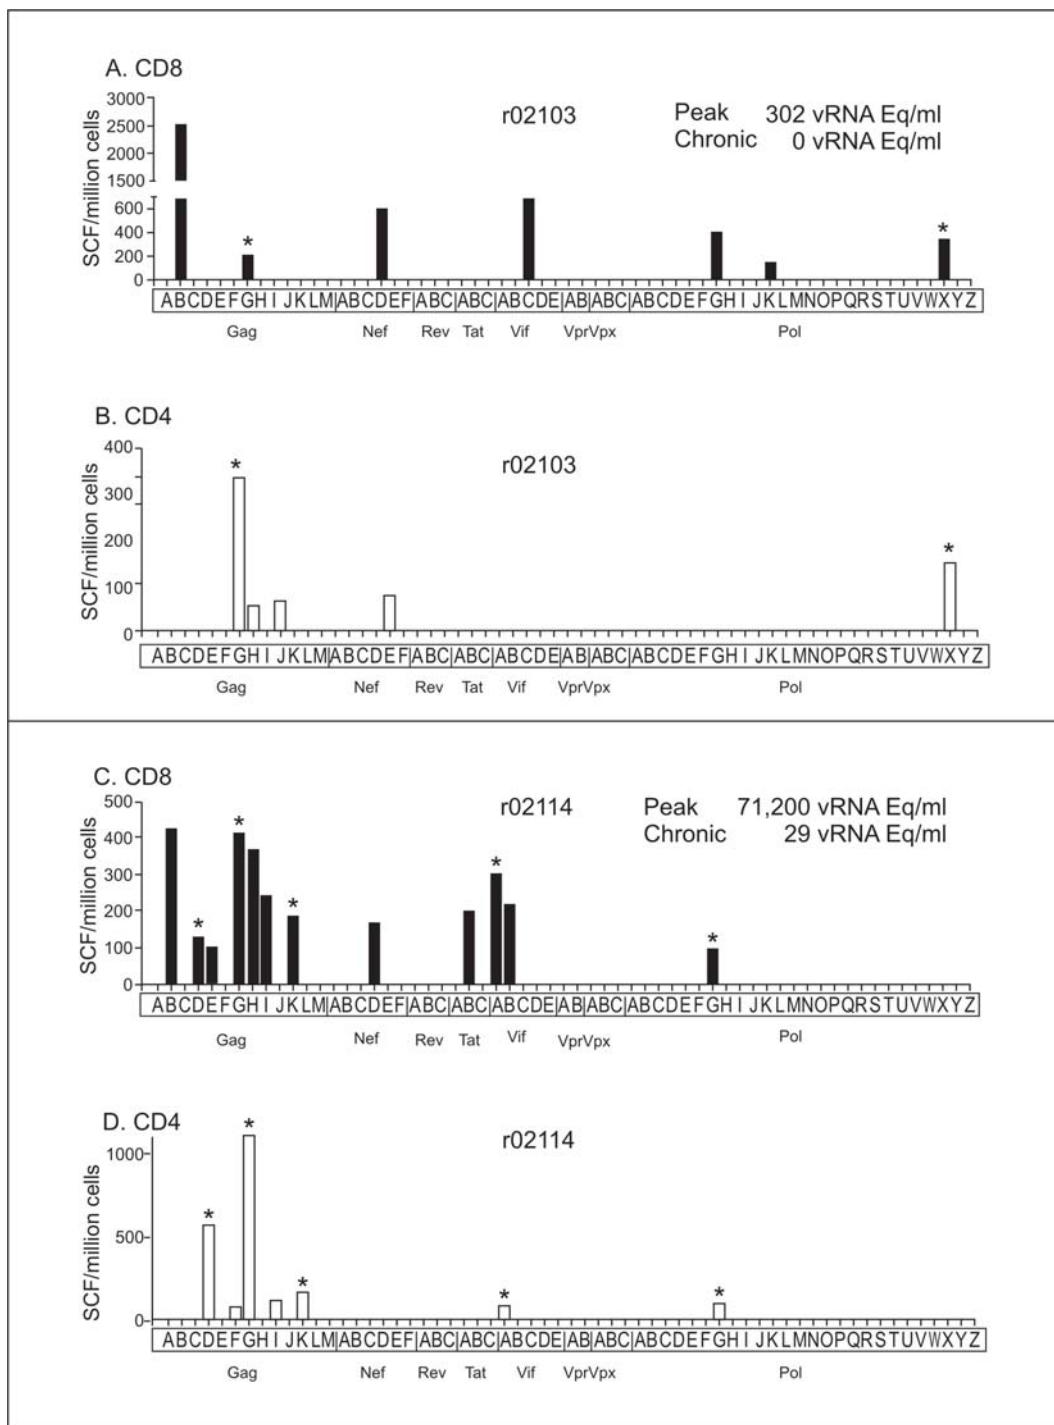 A. CD8
r02103
Peak 302 vRNA Eq/ml
Chronic 0 vRNA Eq/ml
SCF/million cells
3000
2500
2000
1500
600
400
200
0
*
*
ABCDEFGHIJKLM|ABCDEF|ABC|ABC|ABCDE|AB|ABC|ABCDEFGHIJKLMNOPQRSTUVWXYZ
Gag Nef Rev Tat Vif VprVpx Pol
B. CD4
r02103
SCF/million cells
400
300
200
100
0
*
*
ABCDEFGHIJKLM|ABCDEF|ABC|ABC|ABCDE|AB|ABC|ABCDEFGHIJKLMNOPQRSTUVWXYZ
Gag Nef Rev Tat Vif VprVpx Pol
C. CD8
r02114
Peak 71,200 vRNA Eq/ml
Chronic 29 vRNA Eq/ml
SCF/million cells
500
400
300
200
100
0
*
*
*
*
*
ABCDEFGHIJKLM|ABCDEF|ABC|ABC|ABCDE|AB|ABC|ABCDEFGHIJKLMNOPQRSTUVWXYZ
Gag Nef Rev Tat Vif VprVpx Pol
D. CD4
r02114
SCF/million cells
1000
500
0
*
*
*
*
*
ABCDEFGHIJKLM|ABCDEF|ABC|ABC|ABCDE|AB|ABC|ABCDEFGHIJKLMNOPQRSTUVWXYZ
Gag Nef Rev Tat Vif VprVpx Pol